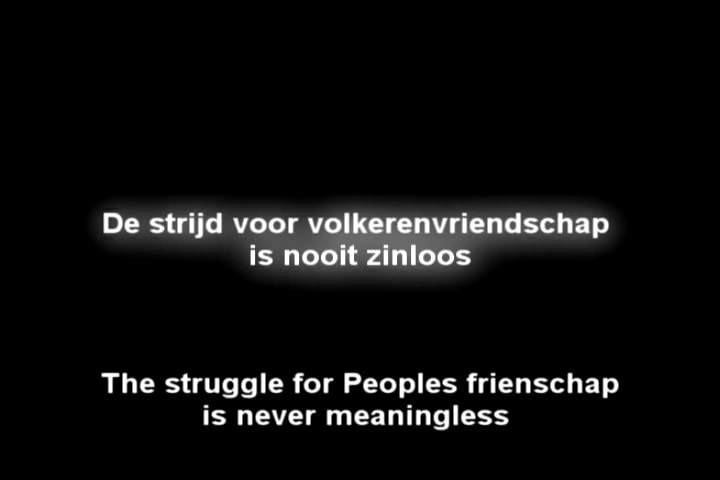 De strijd voor volkerenvriendschap
is nooit zinloos
The struggle for Peoples frienschap
is never meaningless